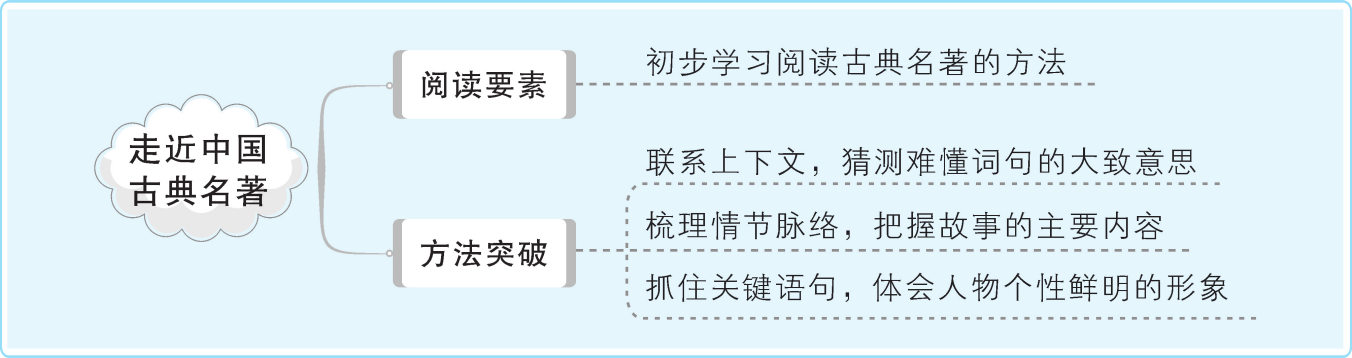 走近中国
古典名著
阅读要素
初步学习阅读古典名著的方法
方法突破
联系上下文，猜测难懂词句的大致意思
梳理情节脉络，把握故事的主要内容
抓住关键语句，体会人物个性鲜明的形象